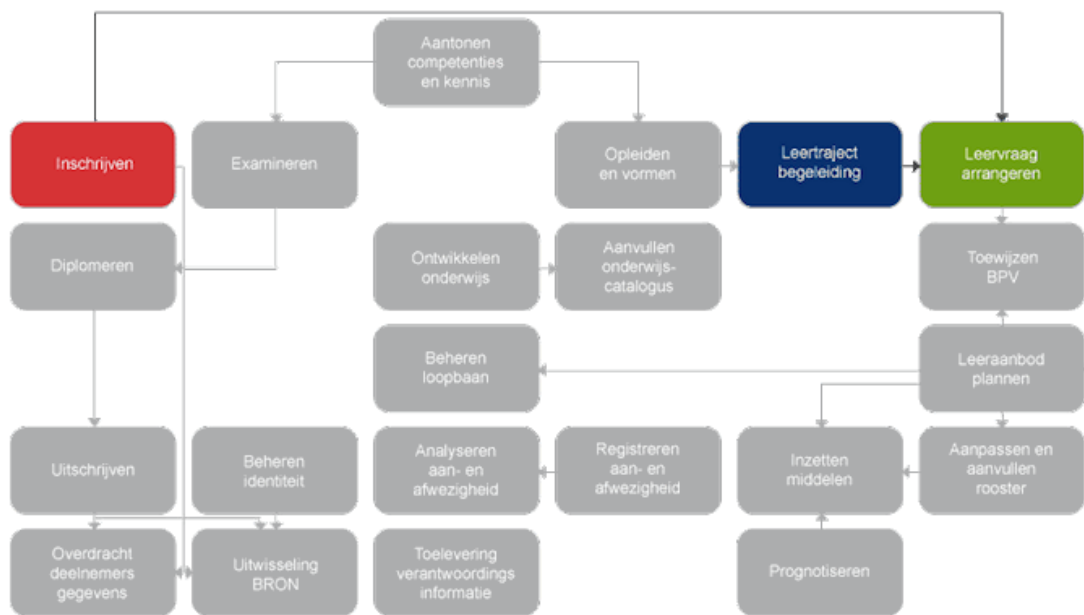 Aantonen
competenties
en kennis
Inschrijven
Examineren
Opleiden
en vormen
Leertraject
begeleiding
Leervraag
arrangeren
Diplomeren
Ontwikkelen
onderwijs
Aanvullen
onderwijs-
catalogus
Toewijzen
BPV
Beheren
loopbaan
Leeraanbod
plannen
Uitschrijven
Beheren
identiteit
Analyseren
aan- en
afwezigheid
Registreren
aan- en
afwezigheid
Inzetten
middelen
Aanpassen en
aanvullen
rooster
Overdracht
deelnemers
gegevens
Uitwisseling
BRON
Toelevering
verantwoordings
informatie
Prognotiseren